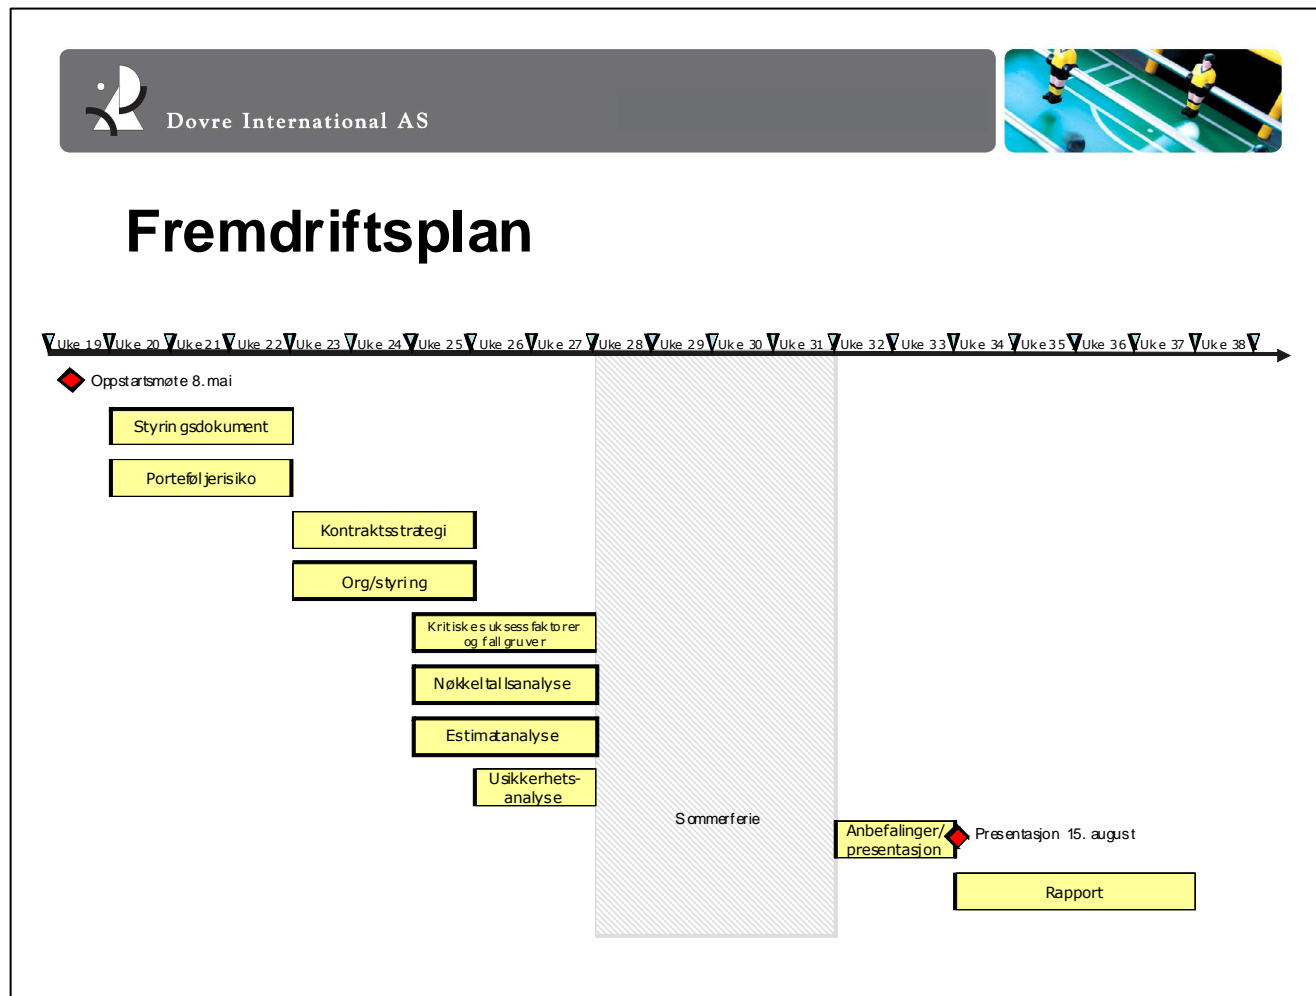 Dovre International AS
Fremdriftsplan
Uke 19 Uke 20 Uke 21 Uke 22 Uke 23 Uke 24 Uke 25 Uke 26 Uke 27 Uke 28 Uke 29 Uke 30 Uke 31 Uke 32 Uke 33 Uke 34 Uke 35 Uke 36 Uke 37 Uke 38
Oppstartsmøte 8. mai
Styringsdokument
Porteføljerisiko
Kontraktsstrategi
Org/styring
Kritiske suksessfaktorer
og fallgruver
Nøkkeltallsanalyse
Estimatanalyse
Usikkerhets-
analyse
Sommerferie
Anbefalinger/
presentasjon
Presentasjon 15. august
Rapport